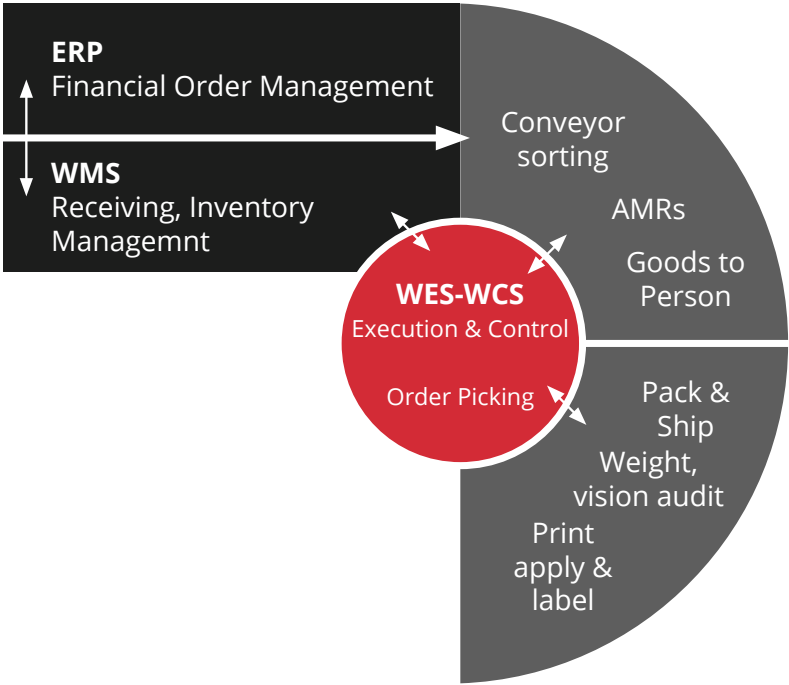 ERP
Financial Order Management
WMS
Receiving, Inventory
Managemnt
Conveyor
sorting
AMRs
Goods to
Person
WES-WCS
Execution & Control
Order Picking
Pack &
Ship
Weight,
vision audit
Print
apply &
label